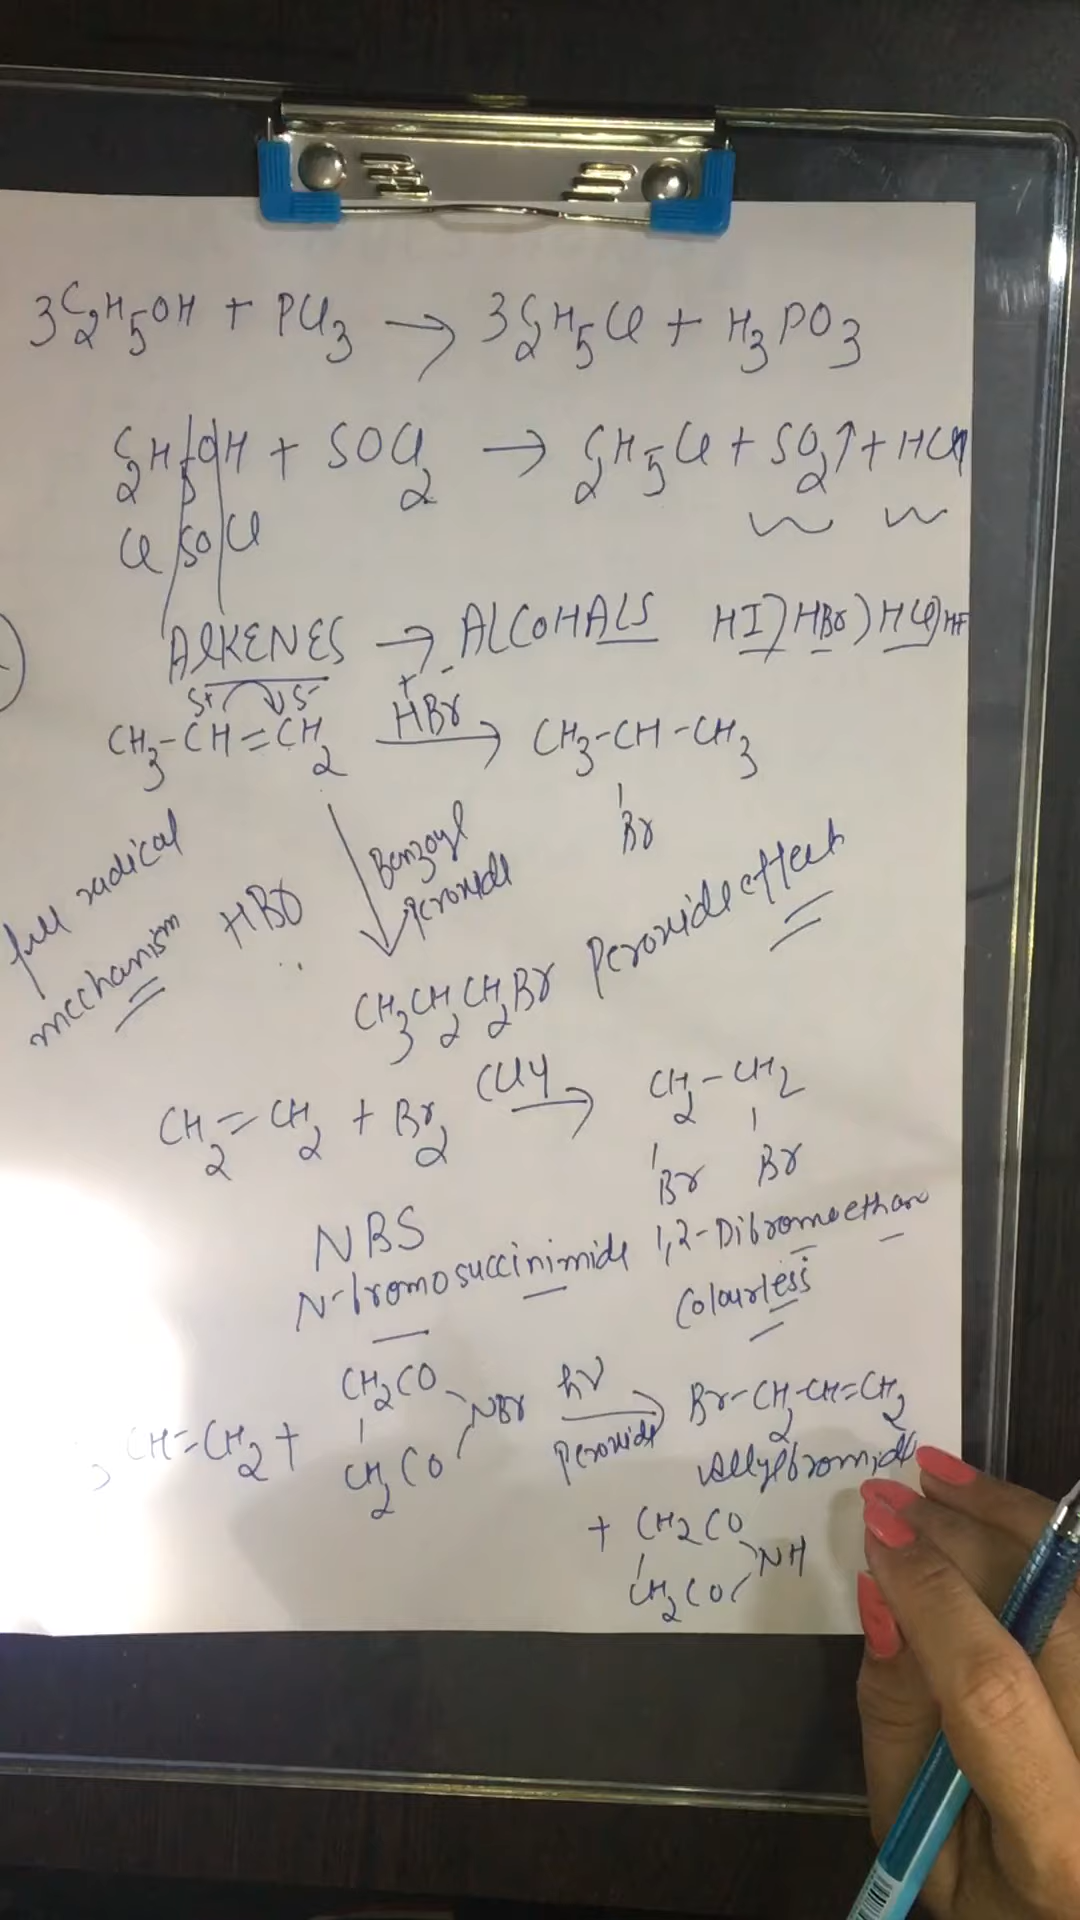 3C2H5OH + PCl3 → 3C2H5Cl + H3PO3
C2H5OH + SOCl2 → C2H5Cl + SO2↑ + HCl
Cl SO Cl
ALKENES → ALCOHALS HI > HBr > HCl > HF
δ+ δ- + -
CH3-CH=CH2 HBr → CH3-CH-CH3
Br
free radical
mechanism
HBr
Benzoyl
peroxide
CH3CH2CH2Br Peroxide effect
CH2=CH2 + Br2 CCl4 → CH2-CH2
Br Br
NBS
N-bromosuccinimide 1,2-Dibromoethane
Colourless
CH2CO
CH=CH2 + NBr hν → Br-CH2-CH=CH2
CH2CO peroxide Allylbromide
+ CH2CO
NH
CH2CO